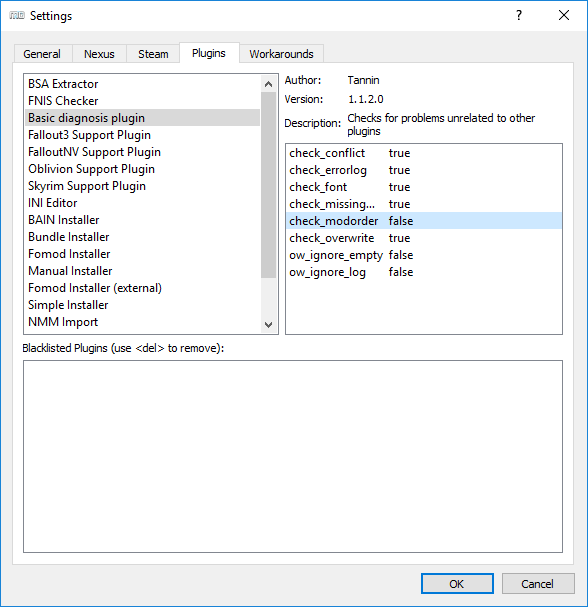 Settings
General Nexus Steam Plugins Workarounds
BSA Extractor
FNIS Checker
Basic diagnosis plugin
Fallout3 Support Plugin
FalloutNV Support Plugin
Oblivion Support Plugin
Skyrim Support Plugin
INI Editor
BAIN Installer
Bundle Installer
Fomod Installer
Manual Installer
Fomod Installer (external)
Simple Installer
NMM Import
Author: Tannin
Version: 1.1.2.0
Description: Checks for problems unrelated to other
plugins
check_conflict true
check_errorlog true
check_font true
check_missing... true
check_modorder false
check_overwrite true
ow_ignore_empty false
ow_ignore_log false
Blacklisted Plugins (use <del> to remove):
OK Cancel